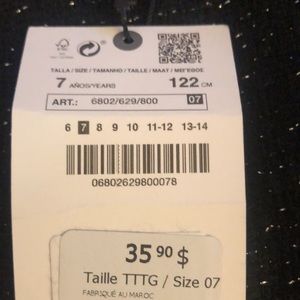 TALLA / SIZE / TAMANHO / TAILLE / MAAT / ΜΕΓΕΘΟΣ
7 AÑOS/YEARS 122 CM
ART.: 6802/629/800 07
6 7 8 9 10 11-12 13-14
06802629800078
35 90 $
Taille TTTG / Size 07
FABRIQUÉ AU MAROC